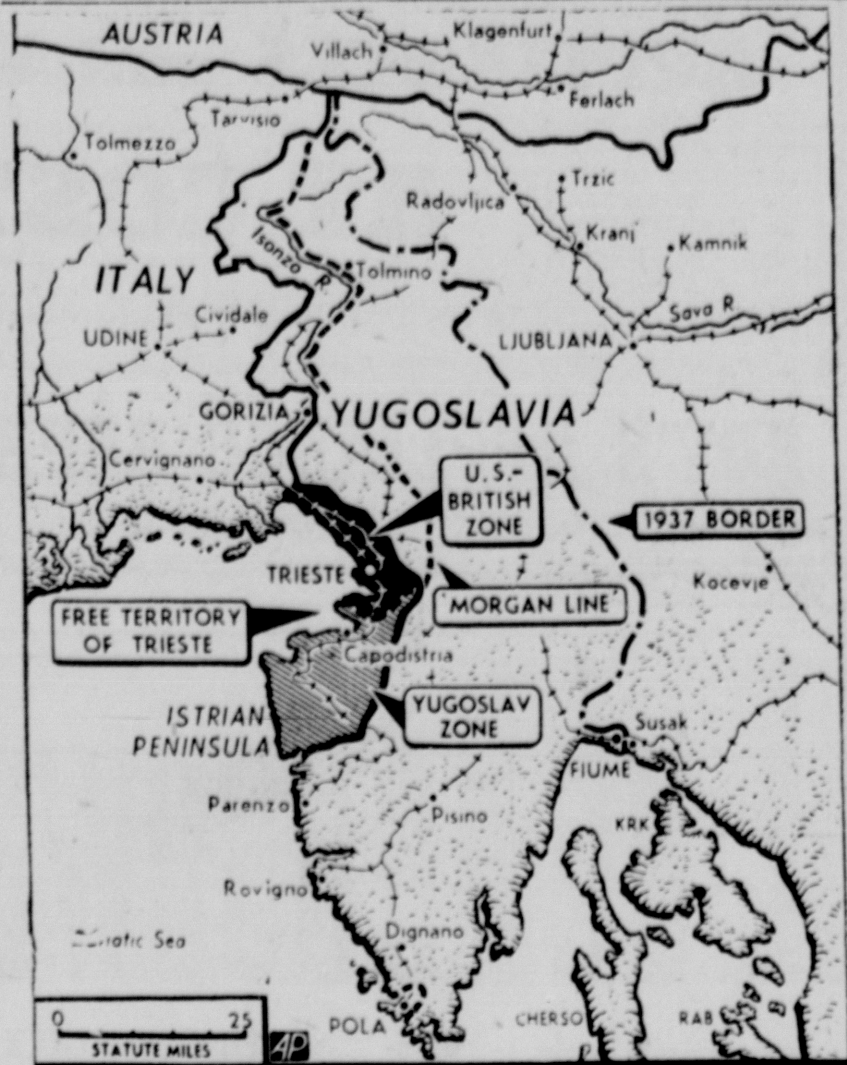 AUSTRIA
Villach
Klagenfurt
Tarvisio
Ferlach
Tolmezzo
Trzic
Radovljica
Kranj
Kamnik
Isonzo R.
ITALY
Tolmino
Cividale
Sava R.
UDINE
LJUBLJANA
GORIZIA
YUGOSLAVIA
Cervignano
U.S.-
BRITISH
ZONE
1937 BORDER
TRIESTE
Kocevje
'MORGAN LINE'
FREE TERRITORY
OF TRIESTE
Capodistria
YUGOSLAV
ZONE
ISTRIAN
PENINSULA
Susak
FIUME
Parenzo
Pisino
KRK
Rovigno
Dignano
Sea
POLA
CHERSO
RAB
0 25
STATUTE MILES
AP